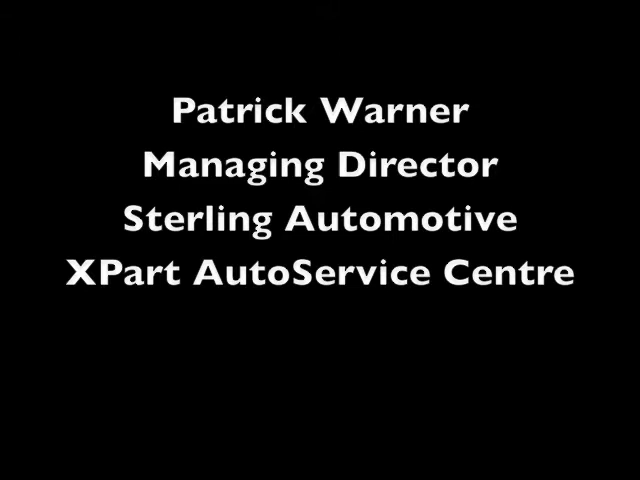 Patrick Warner
Managing Director
Sterling Automotive
XPart AutoService Centre